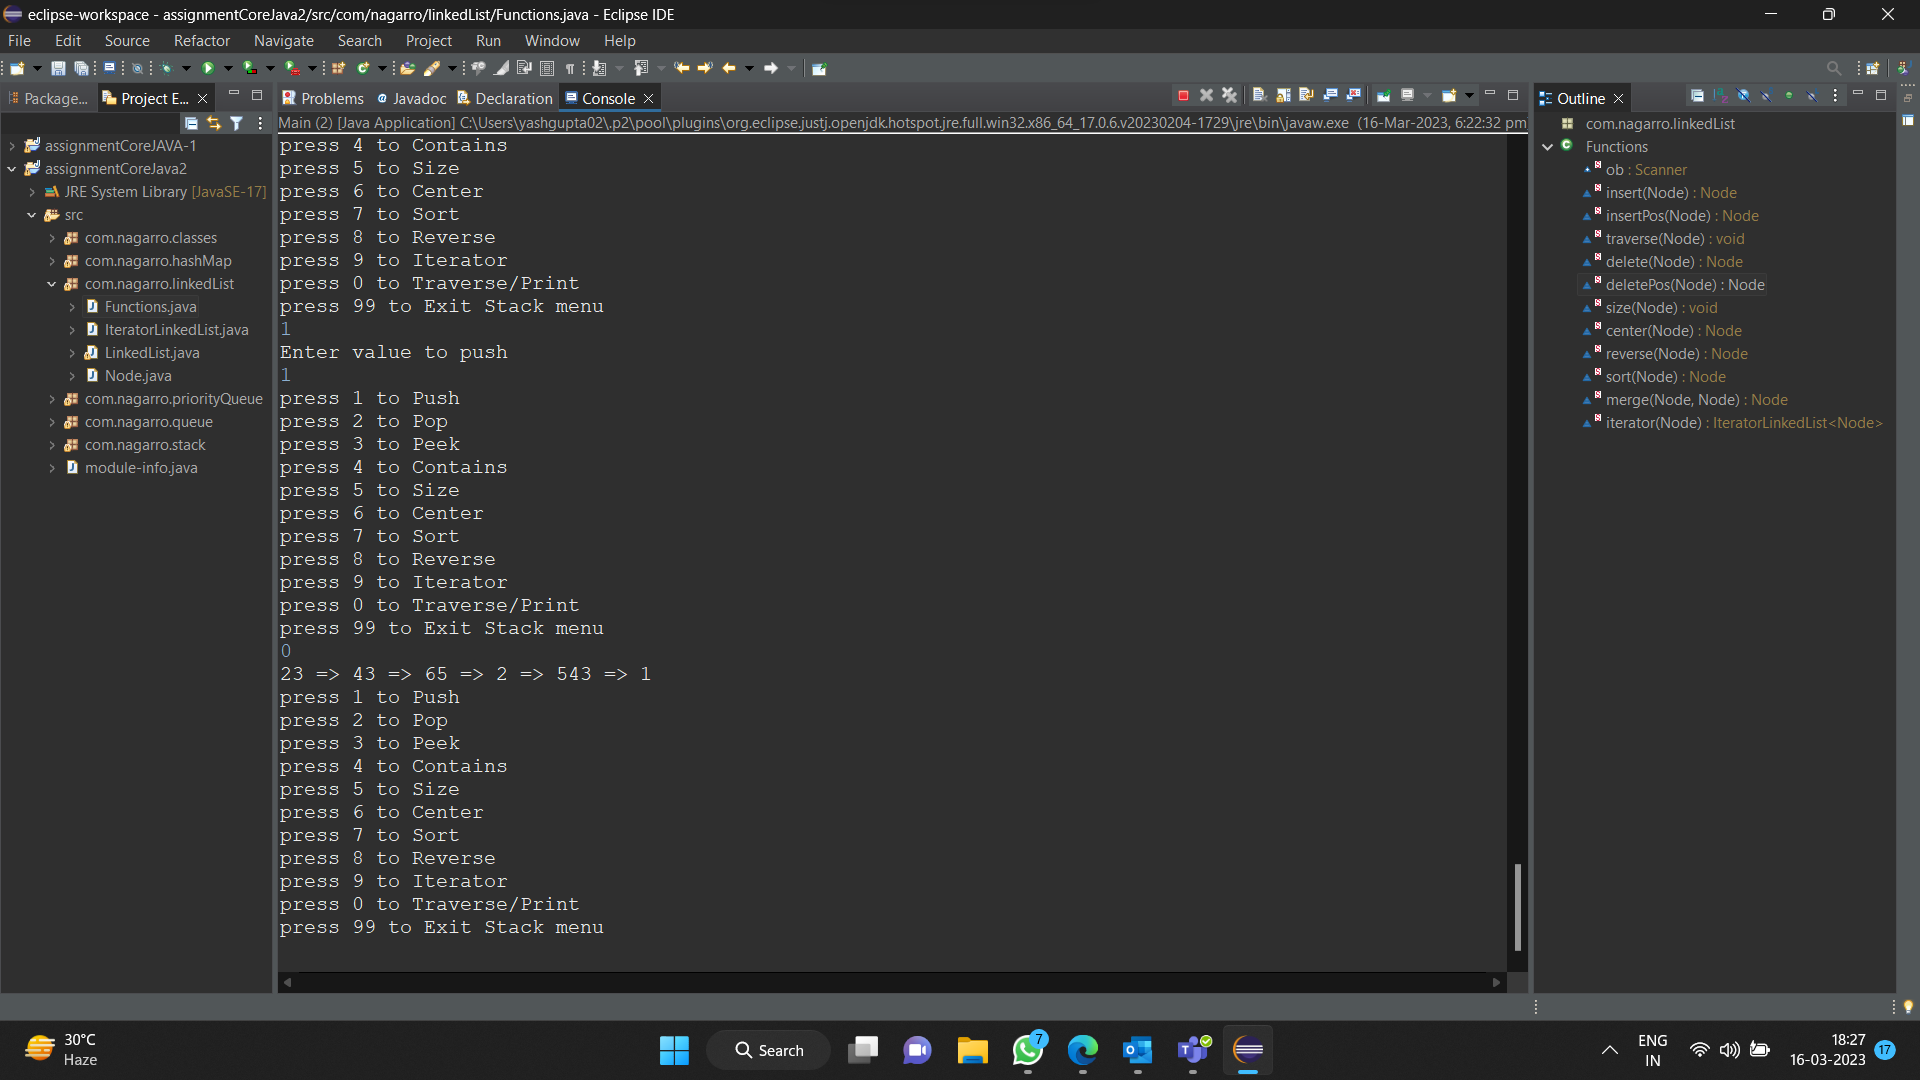 eclipse-workspace - assignmentCoreJava2/src/com/nagarro/linkedList/Functions.java - Eclipse IDE
File Edit Source Refactor Navigate Search Project Run Window Help
Package... Project E...
assignmentCoreJAVA-1
assignmentCoreJava2
JRE System Library [JavaSE-17]
src
com.nagarro.classes
com.nagarro.hashMap
com.nagarro.linkedList
Functions.java
IteratorLinkedList.java
LinkedList.java
Node.java
com.nagarro.priorityQueue
com.nagarro.queue
com.nagarro.stack
module-info.java
Problems Javadoc Declaration Console
Main (2) [Java Application] C:\Users\yashgupta02\.p2\pool\plugins\org.eclipse.justj.openjdk.hotspot.jre.full.win32.x86_64_17.0.6.v20230204-1729\jre\bin\javaw.exe (16-Mar-2023, 6:22:32 pm
press 4 to Contains
press 5 to Size
press 6 to Center
press 7 to Sort
press 8 to Reverse
press 9 to Iterator
press 0 to Traverse/Print
press 99 to Exit Stack menu
1
Enter value to push
1
press 1 to Push
press 2 to Pop
press 3 to Peek
press 4 to Contains
press 5 to Size
press 6 to Center
press 7 to Sort
press 8 to Reverse
press 9 to Iterator
press 0 to Traverse/Print
press 99 to Exit Stack menu
0
23 => 43 => 65 => 2 => 543 => 1
press 1 to Push
press 2 to Pop
press 3 to Peek
press 4 to Contains
press 5 to Size
press 6 to Center
press 7 to Sort
press 8 to Reverse
press 9 to Iterator
press 0 to Traverse/Print
press 99 to Exit Stack menu
Outline
com.nagarro.linkedList
Functions
ob : Scanner
insert(Node) : Node
insertPos(Node) : Node
traverse(Node) : void
delete(Node) : Node
deletePos(Node) : Node
size(Node) : void
center(Node) : Node
reverse(Node) : Node
sort(Node) : Node
merge(Node, Node) : Node
iterator(Node) : IteratorLinkedList<Node>
30°C
Haze
Search
7
ENG
IN
18:27
16-03-2023
17